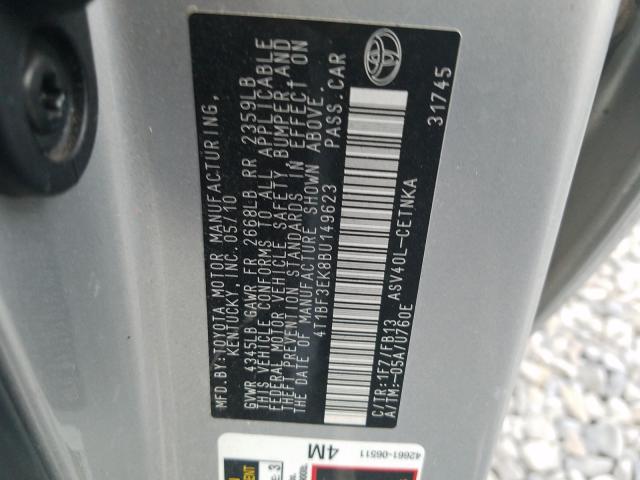 MFD.BY:TOYOTA MOTOR MANUFACTURING,
KENTUCKY, INC.05/10
GVWR 4345LB GAWR FR 2668LB RR 2359LB
THIS VEHICLE CONFORMS TO ALL APPLICABLE
FEDERAL MOTOR VEHICLE SAFETY, BUMPER AND
THEFT PREVENTION STANDARDS IN EFFECT ON
THE DATE OF MANUFACTURE SHOWN ABOVE.
4T1BF3EK8BU149623 PASS.CAR
C/TR:1F7/FB13 ASV40L-CETNKA
A/TM:-05A/U760E
31745
4M
42661-06511